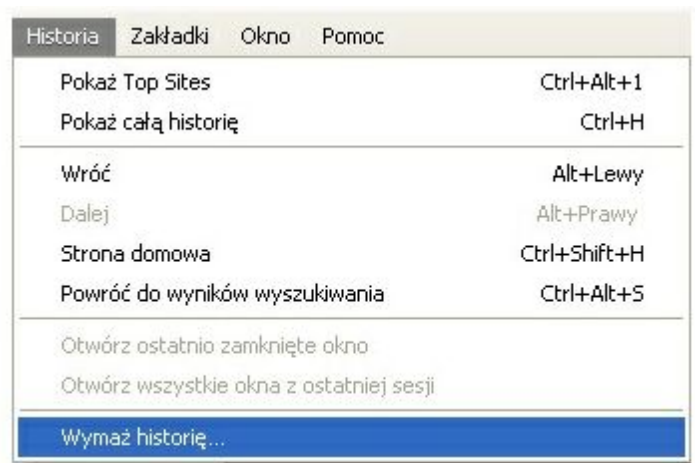 Historia Zakładki Okno Pomoc
Pokaż Top Sites Ctrl+Alt+1
Pokaż całą historię Ctrl+H
Wróć Alt+Lewy
Dalej Alt+Prawy
Strona domowa Ctrl+Shift+H
Powróć do wyników wyszukiwania Ctrl+Alt+S
Otwórz ostatnio zamknięte okno
Otwórz wszystkie okna z ostatniej sesji
Wymaż historię...